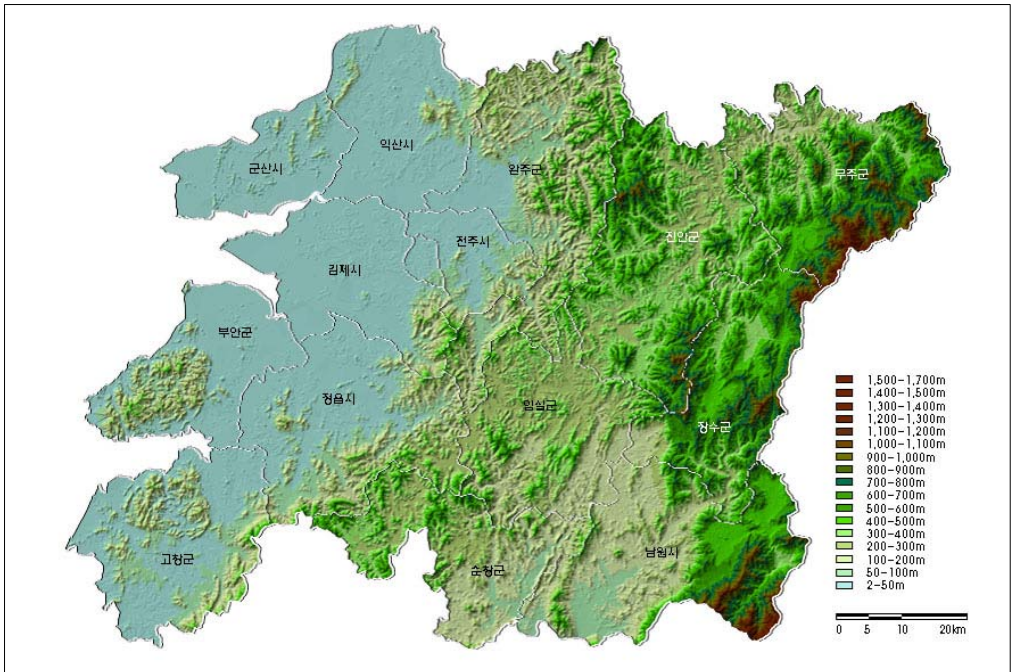 익산시
군산시
완주군
무주군
전주시
진안군
김제시
부안군
정읍시
임실군
장수군
고창군
순창군
남원시
1,500-1,700m
1,400-1,500m
1,300-1,400m
1,200-1,300m
1,100-1,200m
1,000-1,100m
900-1,000m
800-900m
700-800m
600-700m
500-600m
400-500m
300-400m
200-300m
100-200m
50-100m
2-50m
0 5 10 20km